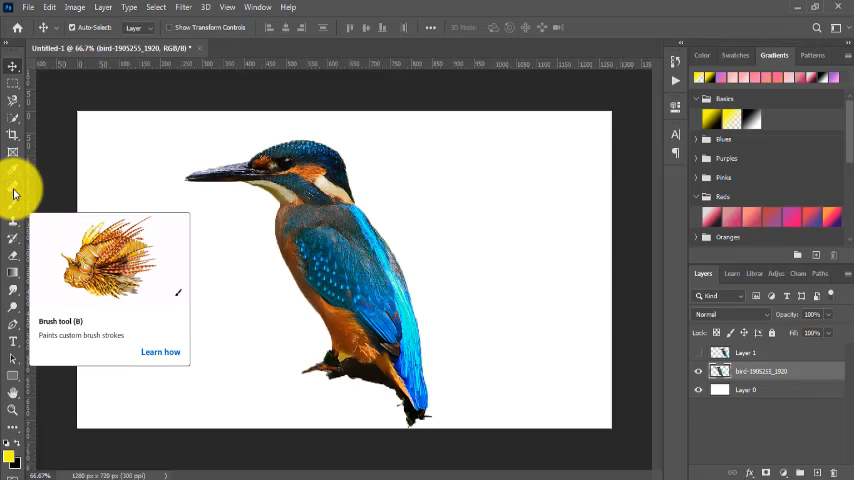 Ps File Edit Image Layer Type Select Filter 3D View Window Help
Auto-Select: Layer Show Transform Controls 3D Mode:
Untitled-1 @ 66.7% (bird-1905255_1920, RGB/8) *
Color Swatches Gradients Patterns
Basics
Blues
Purples
Pinks
Reds
Oranges
Brush tool (B)
Paints custom brush strokes
Learn how
Layers Learn Librar Adjus Chan Paths
Kind
Normal Opacity: 100%
Lock: Fill: 100%
Layer 1
bird-1905255_1920
Layer 0
66.67% 1280 px x 720 px (300 ppi)